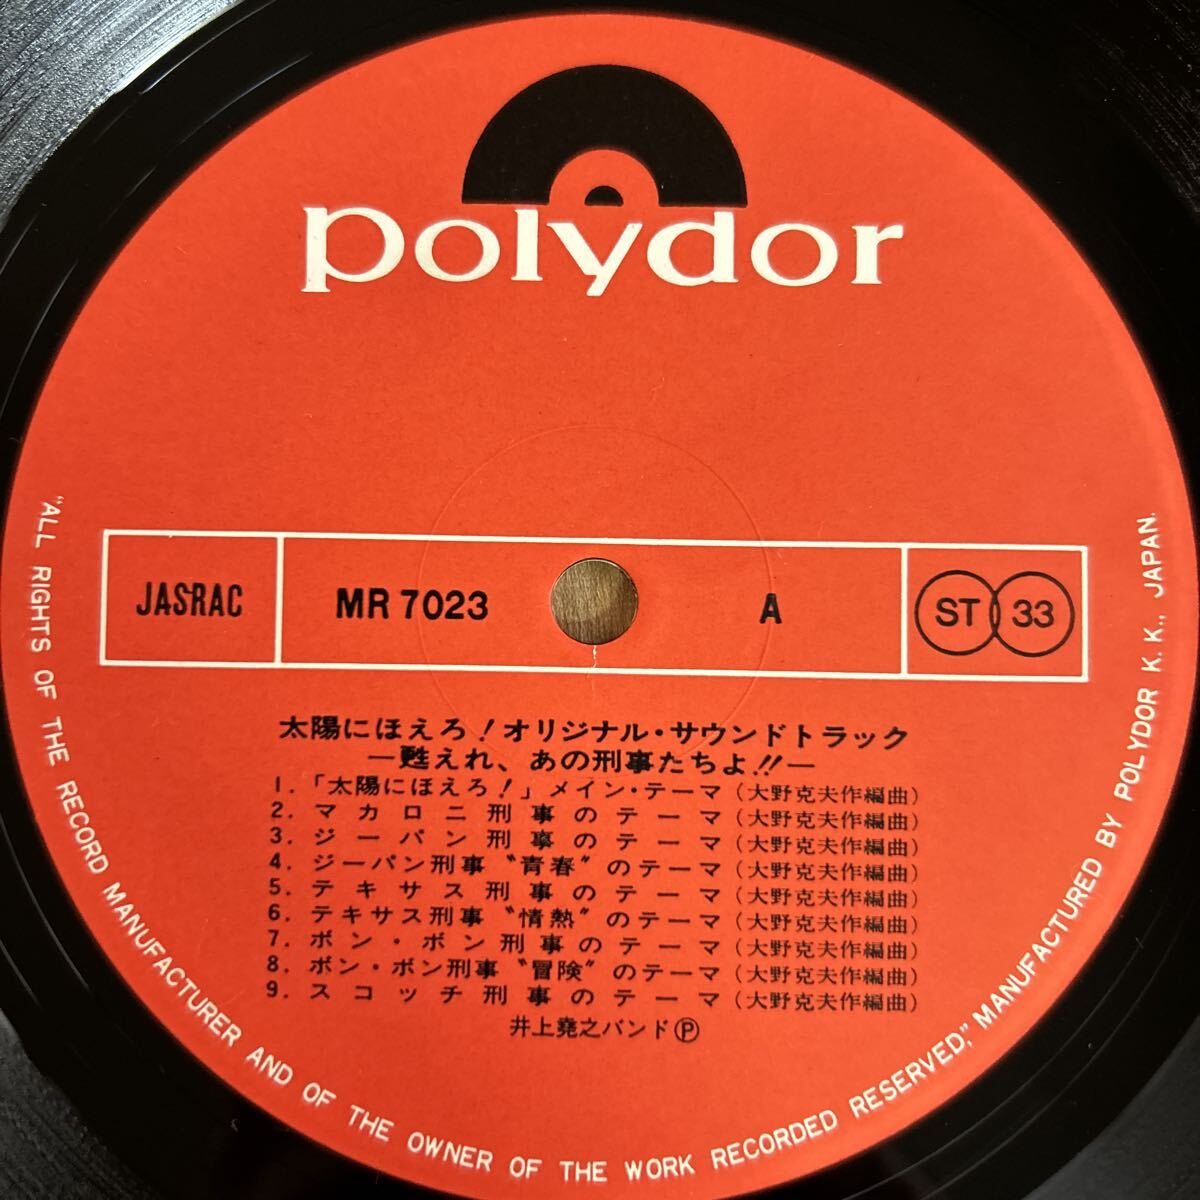 polydor
JASRAC
MR 7023
A
ST 33
太陽にほえろ!オリジナル・サウンドトラック
—甦えれ、あの刑事たちよ!!—
1.「太陽にほえろ!」メイン・テーマ(大野克夫作編曲)
2.マカロニ刑事のテーマ(大野克夫作編曲)
3.ジーパン刑事のテーマ(大野克夫作編曲)
4.ジーパン刑事〝青春〟のテーマ(大野克夫作編曲)
5.テキサス刑事のテーマ(大野克夫作編曲)
6.テキサス刑事〝情熱〟のテーマ(大野克夫作編曲)
7.ボン・ボン刑事のテーマ(大野克夫作編曲)
8.ボン・ボン刑事〝冒険〟のテーマ(大野克夫作編曲)
9.スコッチ刑事のテーマ(大野克夫作編曲)
井上堯之バンドⓅ
"ALL RIGHTS OF THE RECORD MANUFACTURER AND OF THE OWNER OF THE WORK RECORDED RESERVED," MANUFACTURED BY POLYDOR K. K., JAPAN.